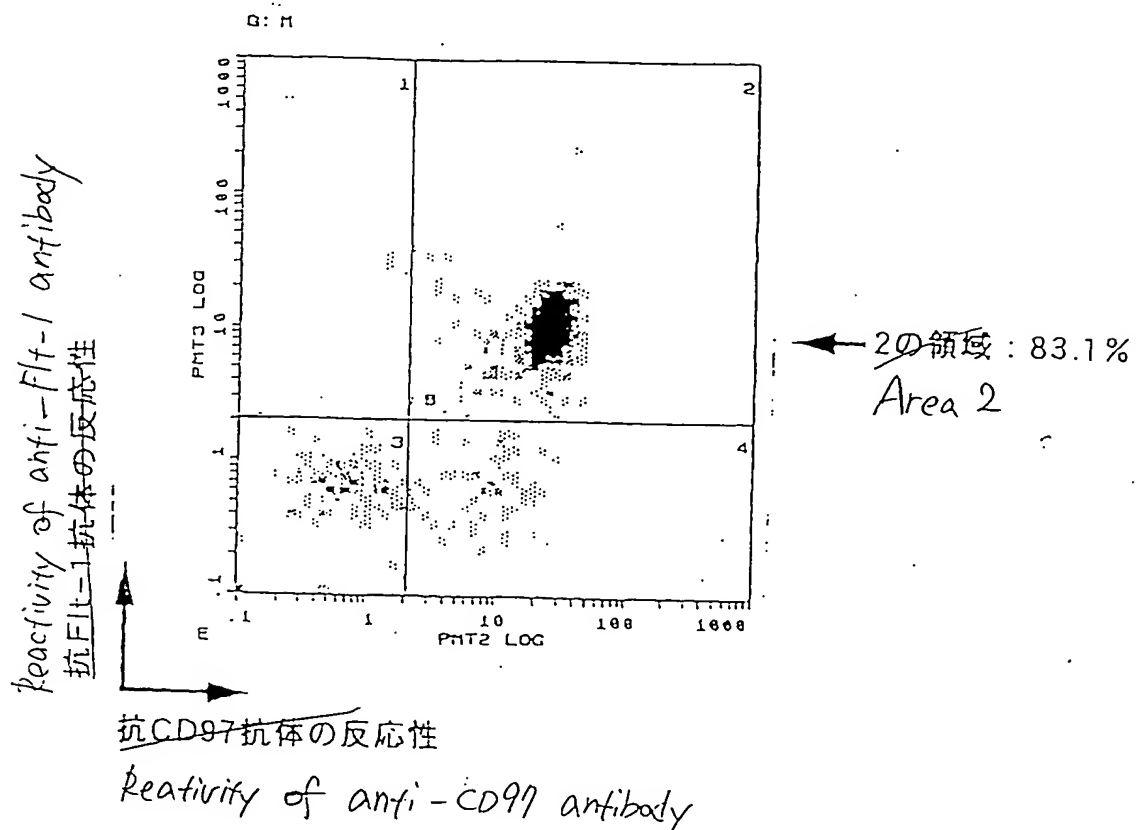 G: M
1
2
1000
100
10
1
.1
PMT3 LOG
B
3
4
.1
1
10
100
1000
E
PMT2 LOG
Reactivity of anti-Flt-1 antibody
抗Flt-1抗体の反応性
2の領域 : 83.1%
Area 2
抗CD97抗体の反応性
Reativity of anti-CD97 antibody